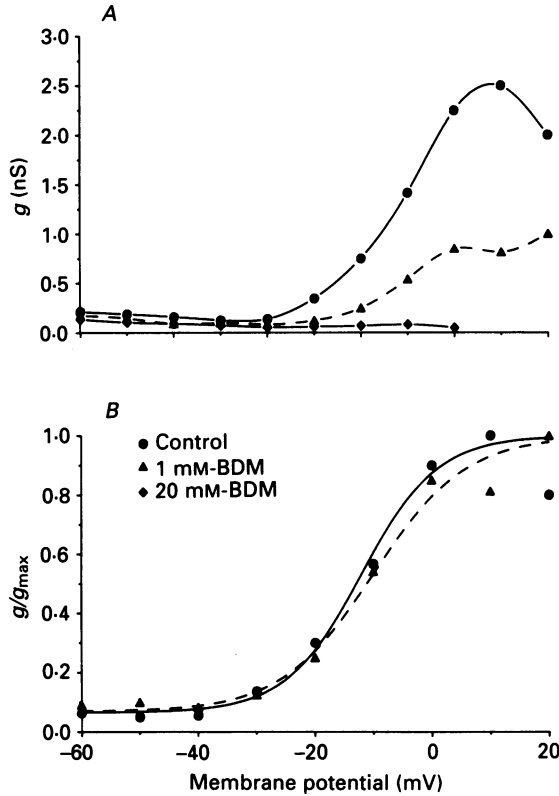 A
3·0
2·5
2·0
1·5
1·0
0·5
0·0
g (nS)
B
Control
1 mM-BDM
20 mM-BDM
1·0
0·8
0·6
0·4
0·2
0·0
g/gmax
−60
−40
−20
0
20
Membrane potential (mV)